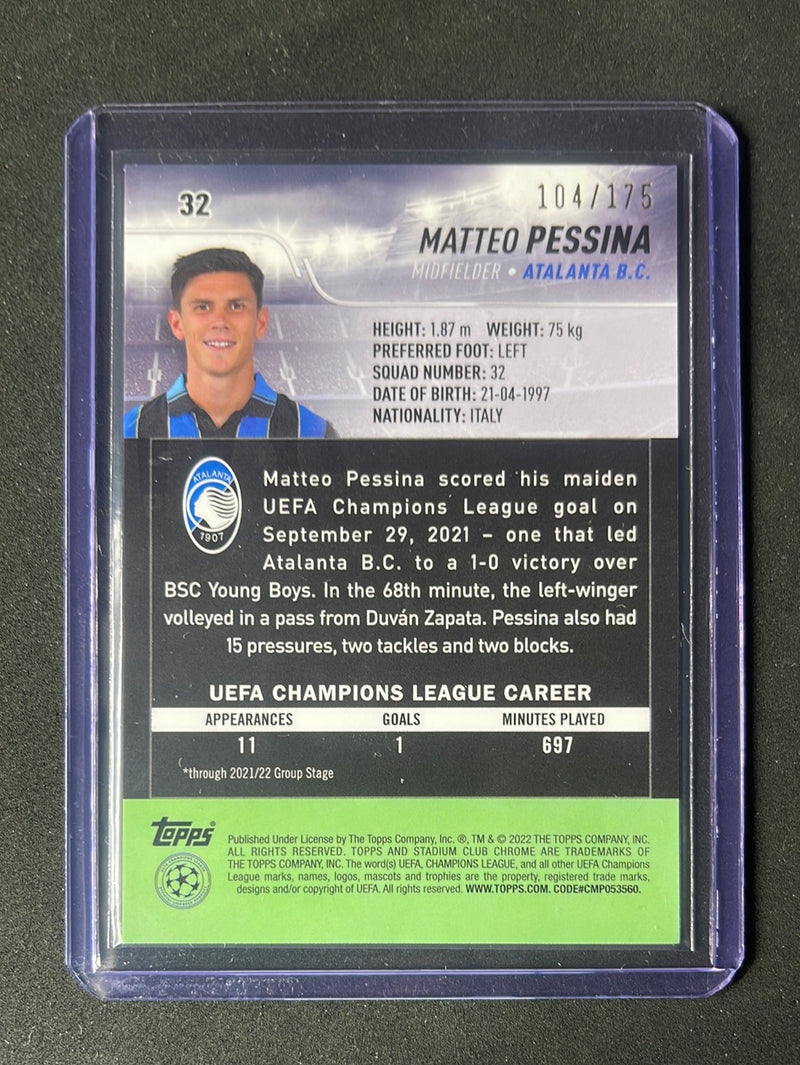 32
104/175
MATTEO PESSINA
MIDFIELDER • ATALANTA B.C.
HEIGHT: 1.87 m WEIGHT: 75 kg
PREFERRED FOOT: LEFT
SQUAD NUMBER: 32
DATE OF BIRTH: 21-04-1997
NATIONALITY: ITALY
ATALANTA
1907
Matteo Pessina scored his maiden
UEFA Champions League goal on
September 29, 2021 – one that led
Atalanta B.C. to a 1-0 victory over
BSC Young Boys. In the 68th minute, the left-winger
volleyed in a pass from Duván Zapata. Pessina also had
15 pressures, two tackles and two blocks.
UEFA CHAMPIONS LEAGUE CAREER
APPEARANCES GOALS MINUTES PLAYED
11 1 697
*through 2021/22 Group Stage
TOPPS
Published Under License by The Topps Company, Inc. ®, TM & © 2022 THE TOPPS COMPANY, INC.
ALL RIGHTS RESERVED. TOPPS AND STADIUM CLUB CHROME ARE TRADEMARKS OF
THE TOPPS COMPANY, INC. The word(s) UEFA, CHAMPIONS LEAGUE, and all other UEFA Champions
League marks, names, logos, mascots and trophies are the property, registered trade marks,
designs and/or copyright of UEFA. All rights reserved. WWW.TOPPS.COM. CODE#CMP053560.